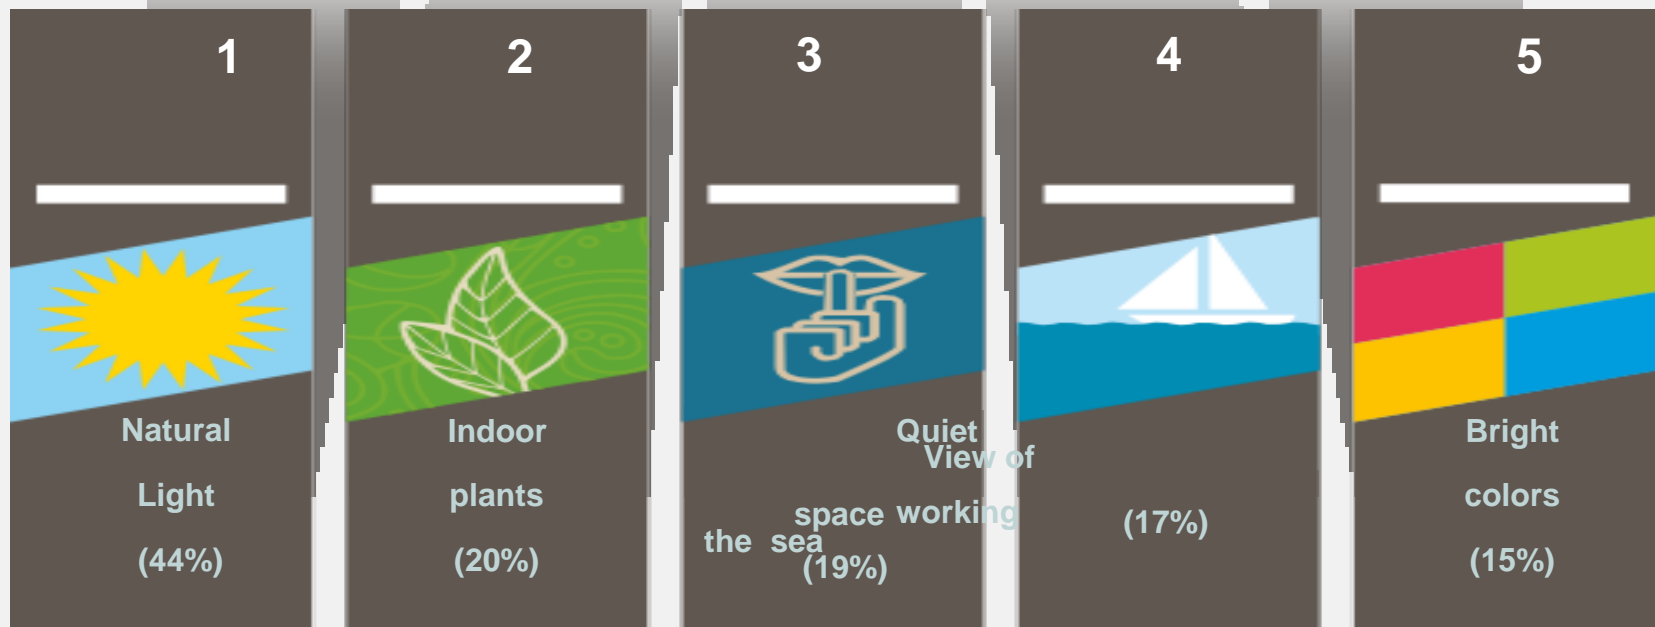 1
2
3
4
5
Natural
Light
(44%)
Indoor
plants
(20%)
Quiet
working
space
(19%)
View of
the sea
(17%)
Bright
colors
(15%)